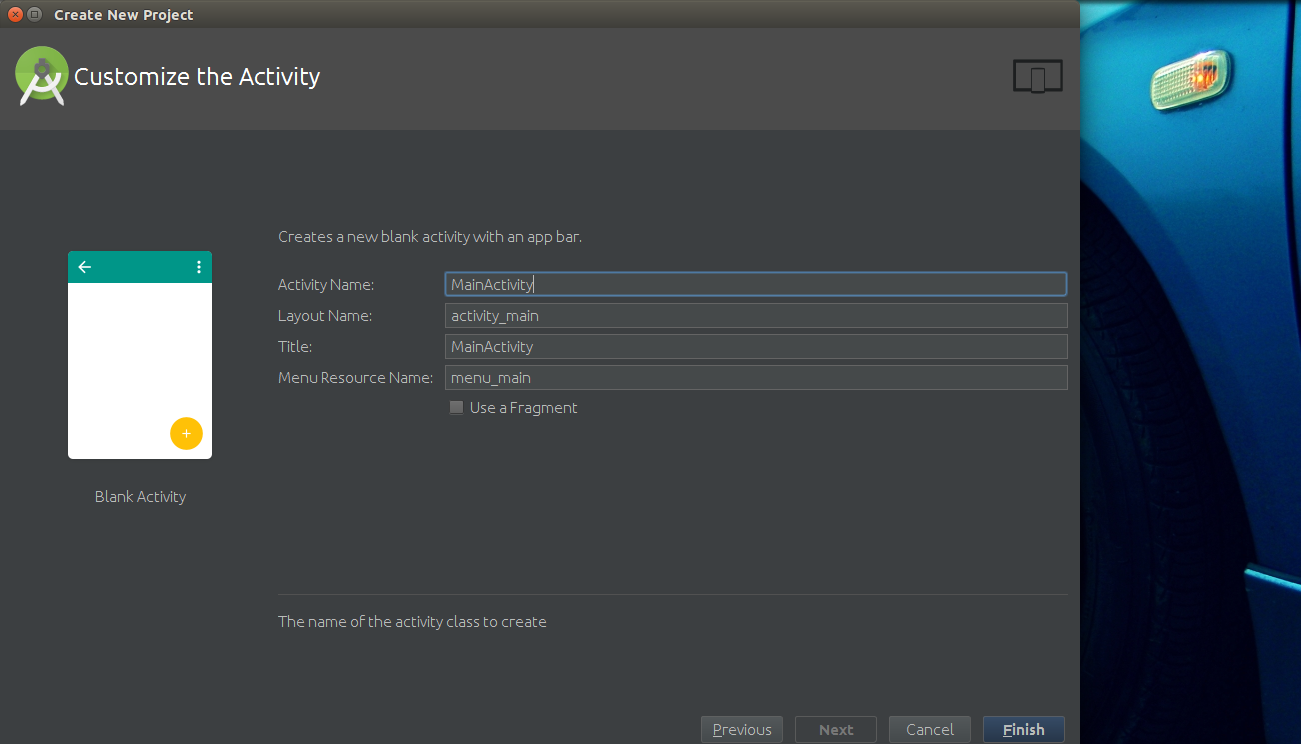 Create New Project
Customize the Activity
Creates a new blank activity with an app bar.
Activity Name: MainActivity
Layout Name: activity_main
Title: MainActivity
Menu Resource Name: menu_main
Use a Fragment
Blank Activity
The name of the activity class to create
Previous Next Cancel Finish